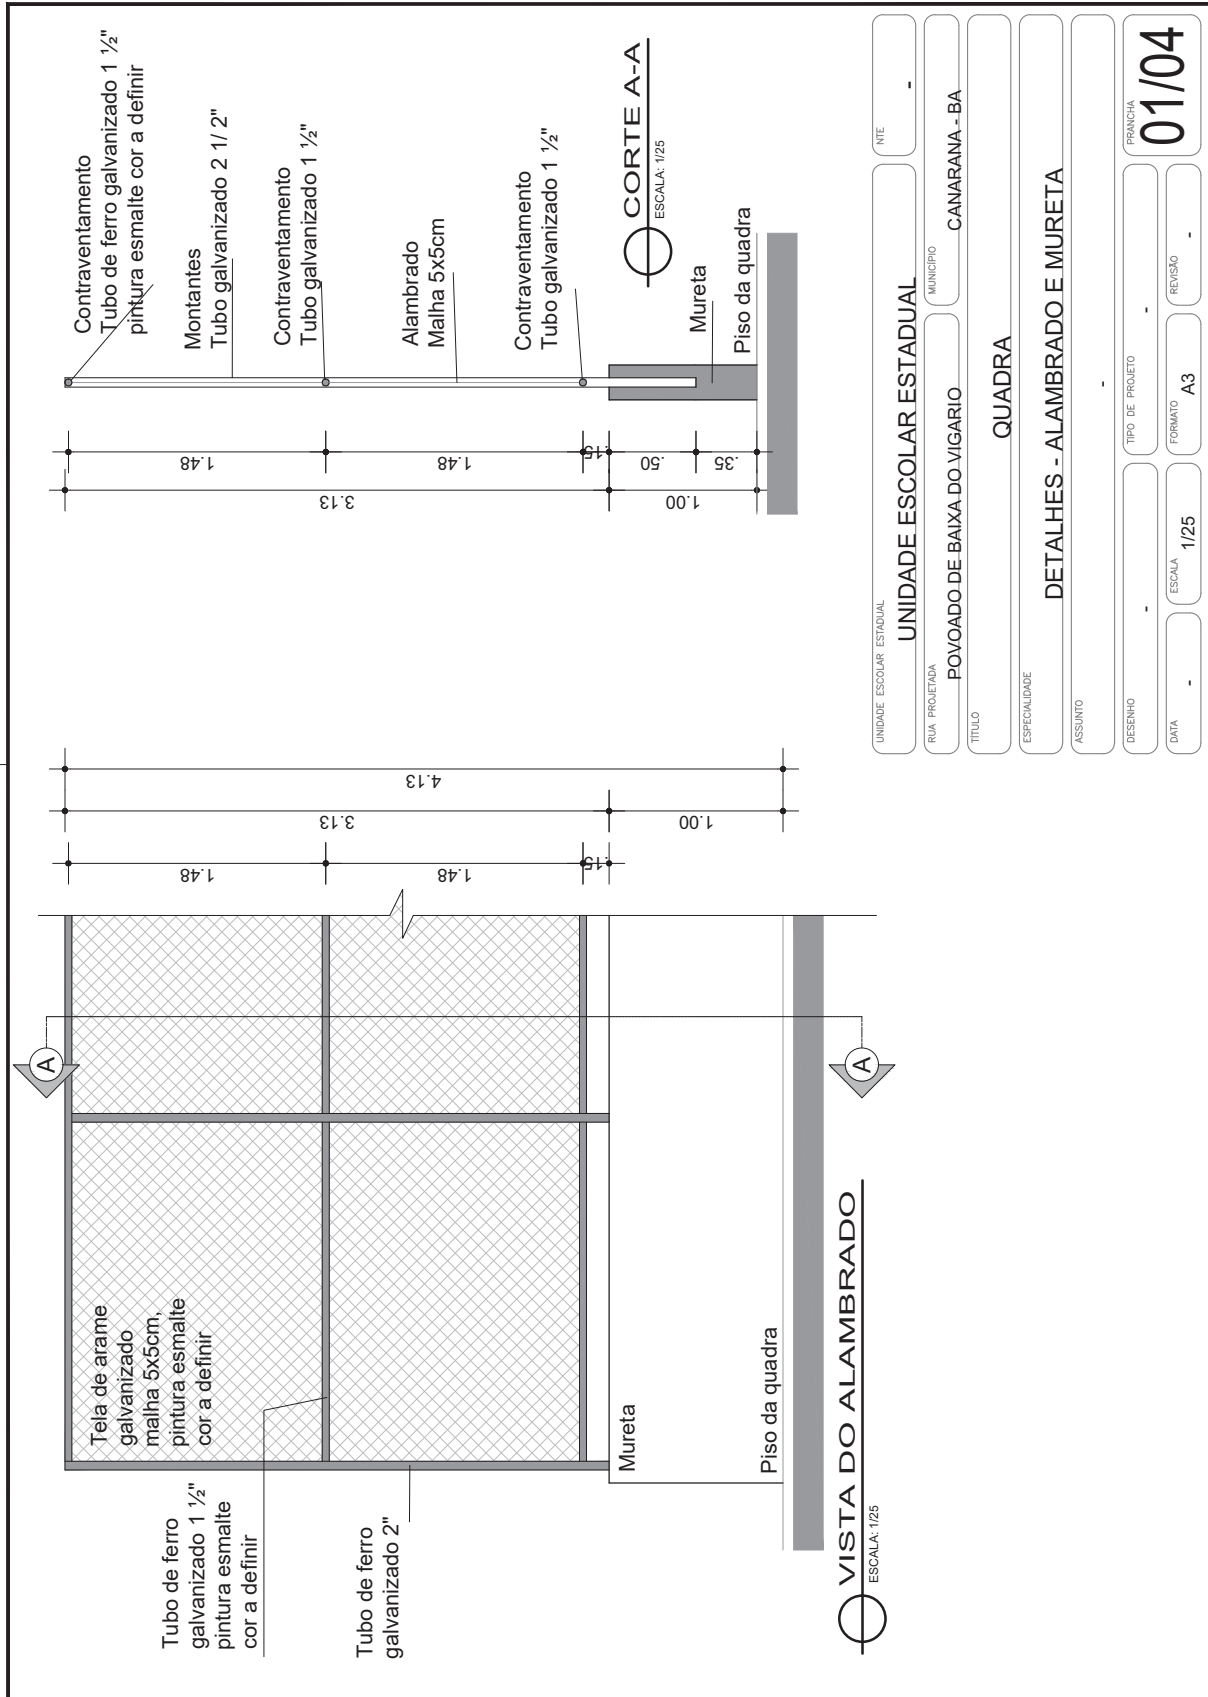 Tela de arame
galvanizado
malha 5x5cm,
pintura esmalte
cor a definir
Tubo de ferro
galvanizado 1 ½"
pintura esmalte
cor a definir
Tubo de ferro
galvanizado 2"
Mureta
Piso da quadra
A
A
1.48
1.48
.15
3.13
1.00
4.13
VISTA DO ALAMBRADO
ESCALA: 1/25
Contraventamento
Tubo de ferro galvanizado 1 ½"
pintura esmalte cor a definir
Montantes
Tubo galvanizado 2 1/ 2"
Contraventamento
Tubo galvanizado 1 ½"
Alambrado
Malha 5x5cm
Contraventamento
Tubo galvanizado 1 ½"
Mureta
Piso da quadra
1.48
1.48
.15
.50
.35
3.13
1.00
CORTE A-A
ESCALA: 1/25
UNIDADE ESCOLAR ESTADUAL
UNIDADE ESCOLAR ESTADUAL
NTE
-
RUA PROJETADA
POVOADO DE BAIXA DO VIGARIO
MUNICÍPIO
CANARANA - BA
TÍTULO
QUADRA
ESPECIALIDADE
DETALHES - ALAMBRADO E MURETA
ASSUNTO
-
DESENHO
-
TIPO DE PROJETO
-
PRANCHA
01/04
DATA
-
ESCALA
1/25
FORMATO
A3
REVISÃO
-